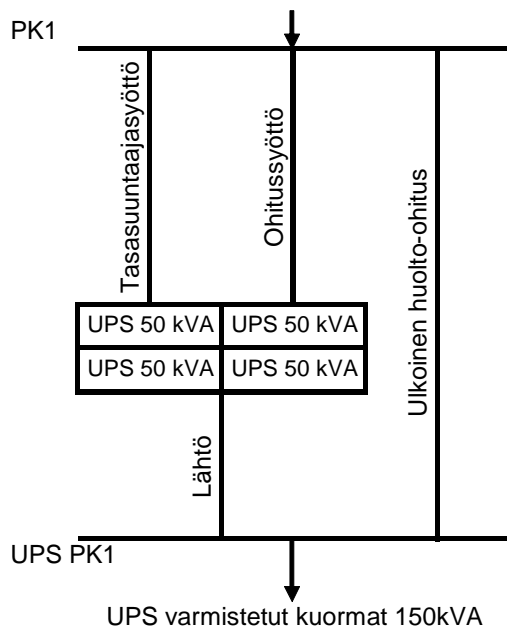 PK1
Tasasuuntaajasyöttö
Ohitussyöttö
Ulkoinen huolto-ohitus
UPS 50 kVA
UPS 50 kVA
UPS 50 kVA
UPS 50 kVA
Lähtö
UPS PK1
UPS varmistetut kuormat 150kVA